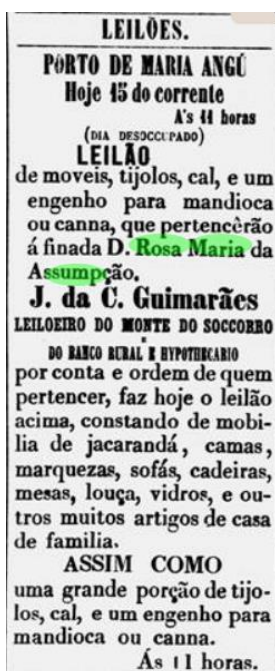 LEILÕES.
PORTO DE MARIA ANGÚ
Hoje 15 do corrente
A's 11 horas
(DIA DESOCCUPADO)
LEILÃO
de moveis, tijolos, cal, e um
engenho para mandioca
ou canna, que pertencêrão
á finada D. Rosa Maria da
Assumpção.
J. da C. Guimarães
LEILOEIRO DO MONTE DO SOCCORRO
E
DO BANCO RURAL E HYPOTHECARIO
por conta e ordem de quem
pertencer, faz hoje o leilão
acima, constando de mobi-
lia de jacarandá, camas,
marquezas, sofás, cadeiras,
mesas, louça, vidros, e ou-
tros muitos artigos de casa
de familia.
ASSIM COMO
uma grande porção de tijo-
los, cal, e um engenho para
mandioca ou canna.
Ás 11 horas.